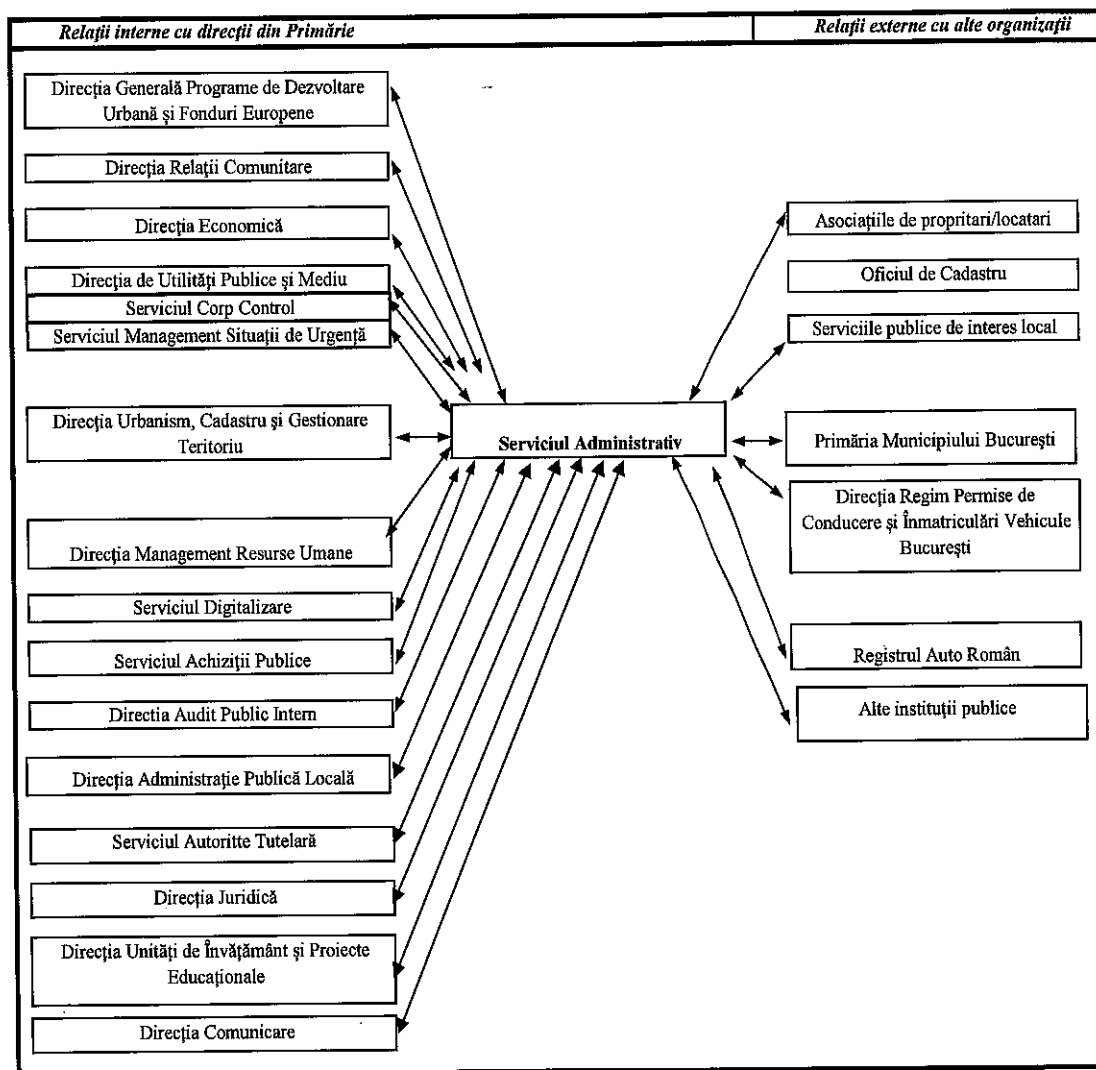 Relații interne cu direcții din Primărie
Relații externe cu alte organizații
Direcția Generală Programe de Dezvoltare
Urbană și Fonduri Europene
Direcția Relații Comunitare
Direcția Economică
Direcția de Utilități Publice și Mediu
Serviciul Corp Control
Serviciul Management Situații de Urgență
Direcția Urbanism, Cadastru și Gestionare
Teritoriu
Direcția Management Resurse Umane
Serviciul Digitalizare
Serviciul Achiziții Publice
Directia Audit Public Intern
Direcția Administrație Publică Locală
Serviciul Autoritte Tutelară
Direcția Juridică
Direcția Unități de Învățământ și Proiecte
Educaționale
Direcția Comunicare
Serviciul Administrativ
Asociațiile de propritari/locatari
Oficiul de Cadastru
Serviciile publice de interes local
Primăria Municipiului București
Direcția Regim Permise de
Conducere și Înmatriculări Vehicule
București
Registrul Auto Român
Alte instituții publice